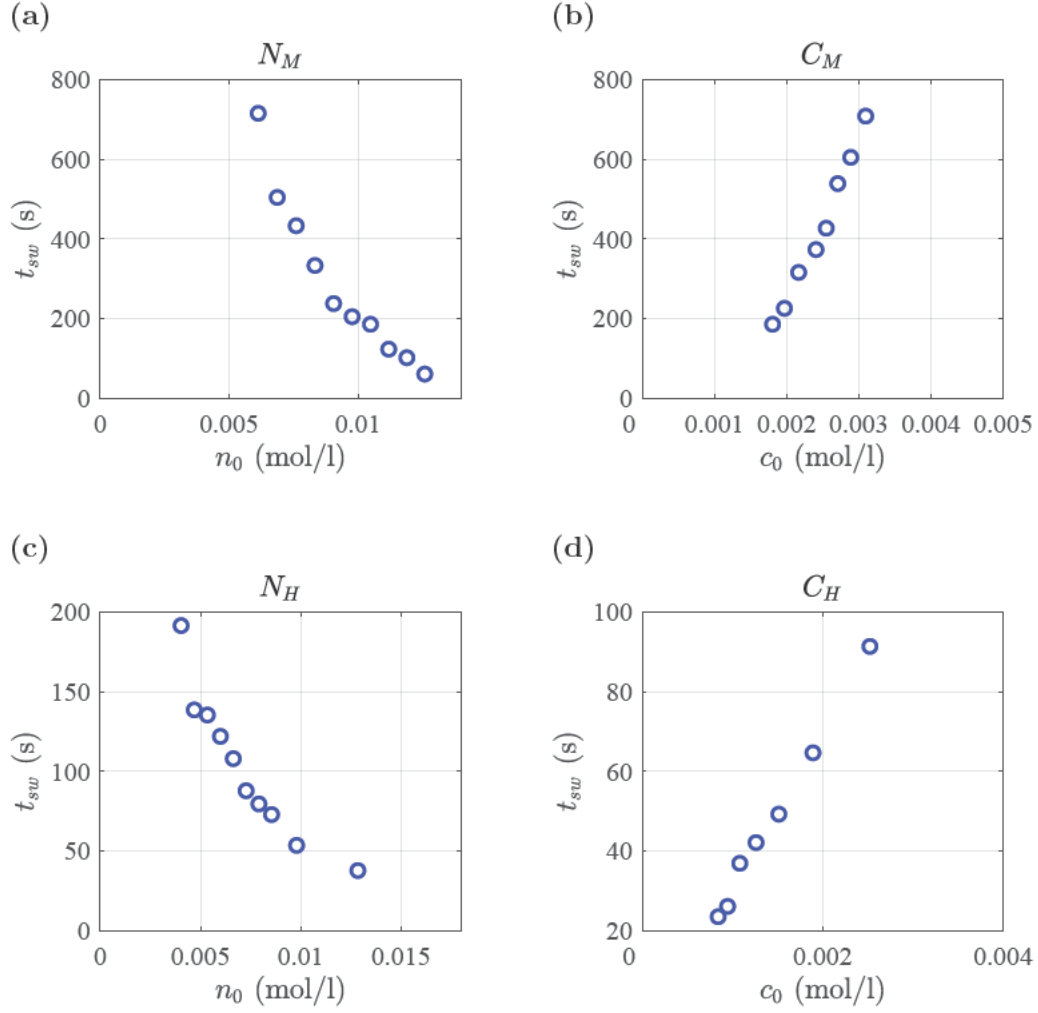 (a)
N_M
800
600
400
200
0
t_sw (s)
0 0.005 0.01
n_0 (mol/l)
(b)
C_M
800
600
400
200
0
t_sw (s)
0 0.001 0.002 0.003 0.004 0.005
c_0 (mol/l)
(c)
N_H
200
150
100
50
0
t_sw (s)
0 0.005 0.01 0.015
n_0 (mol/l)
(d)
C_H
100
80
60
40
20
t_sw (s)
0 0.002 0.004
c_0 (mol/l)